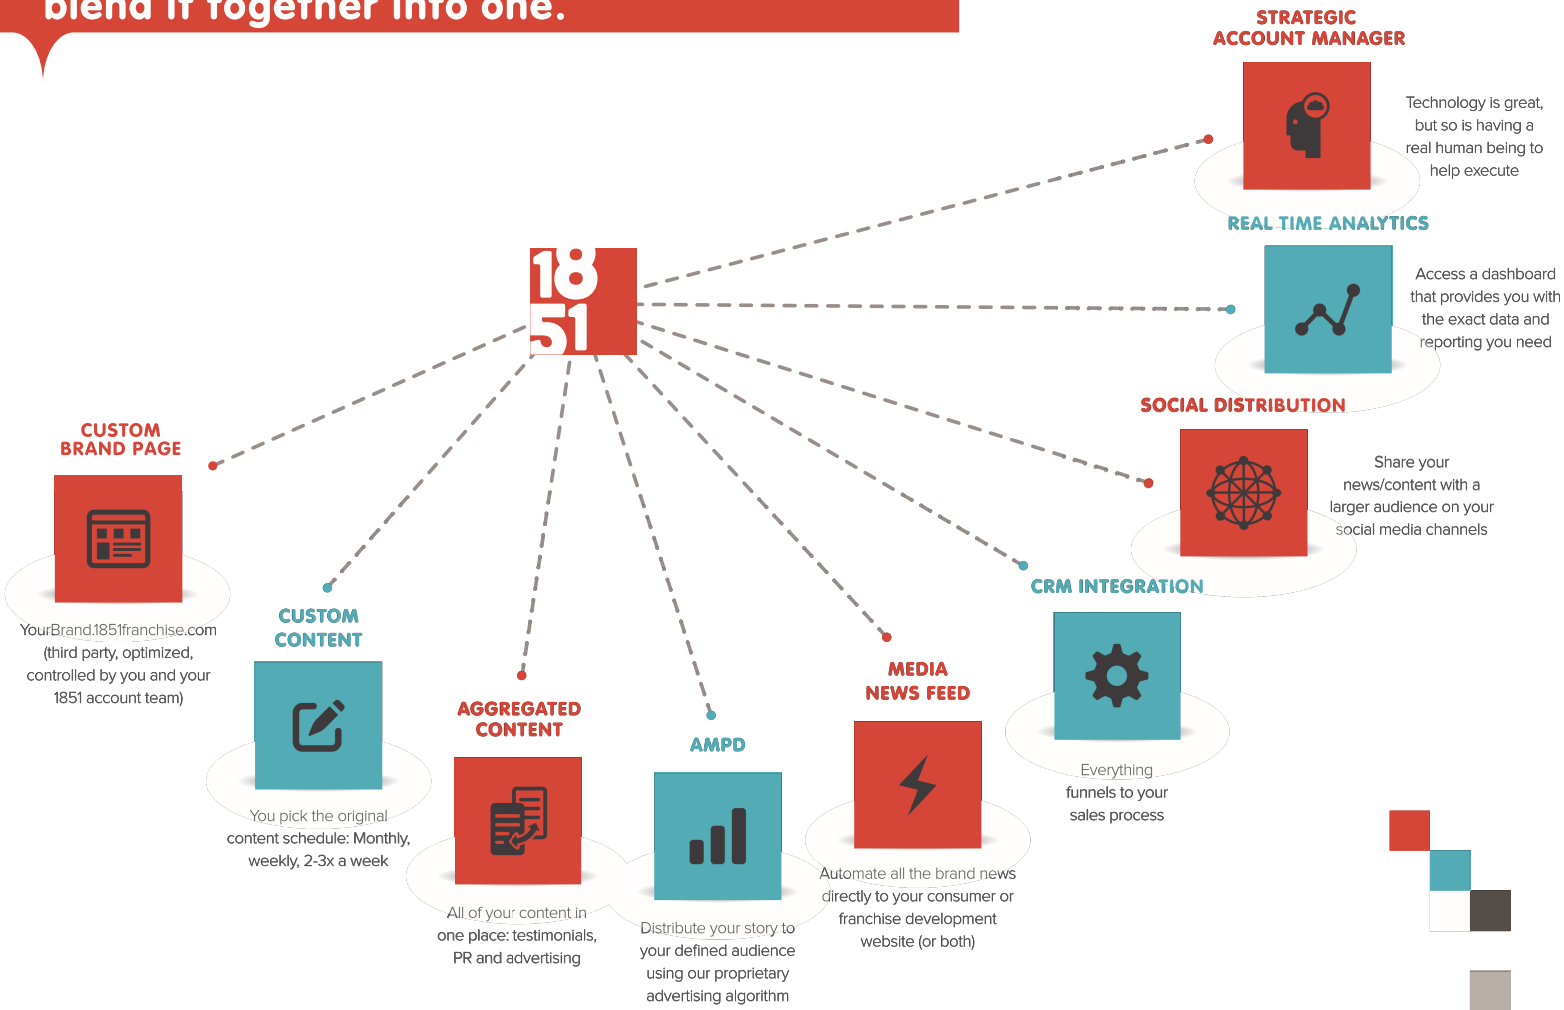 blend it together into one.
STRATEGIC
ACCOUNT MANAGER
Technology is great,
but so is having a
real human being to
help execute
REAL TIME ANALYTICS
Access a dashboard
that provides you with
the exact data and
reporting you need
18
51
SOCIAL DISTRIBUTION
Share your
news/content with a
larger audience on your
social media channels
CUSTOM
BRAND PAGE
YourBrand.1851franchise.com
(third party, optimized,
controlled by you and your
1851 account team)
CUSTOM
CONTENT
You pick the original
content schedule: Monthly,
weekly, 2-3x a week
AGGREGATED
CONTENT
All of your content in
one place: testimonials,
PR and advertising
AMPD
Distribute your story to
your defined audience
using our proprietary
advertising algorithm
MEDIA
NEWS FEED
Automate all the brand news
directly to your consumer or
franchise development
website (or both)
CRM INTEGRATION
Everything
funnels to your
sales process